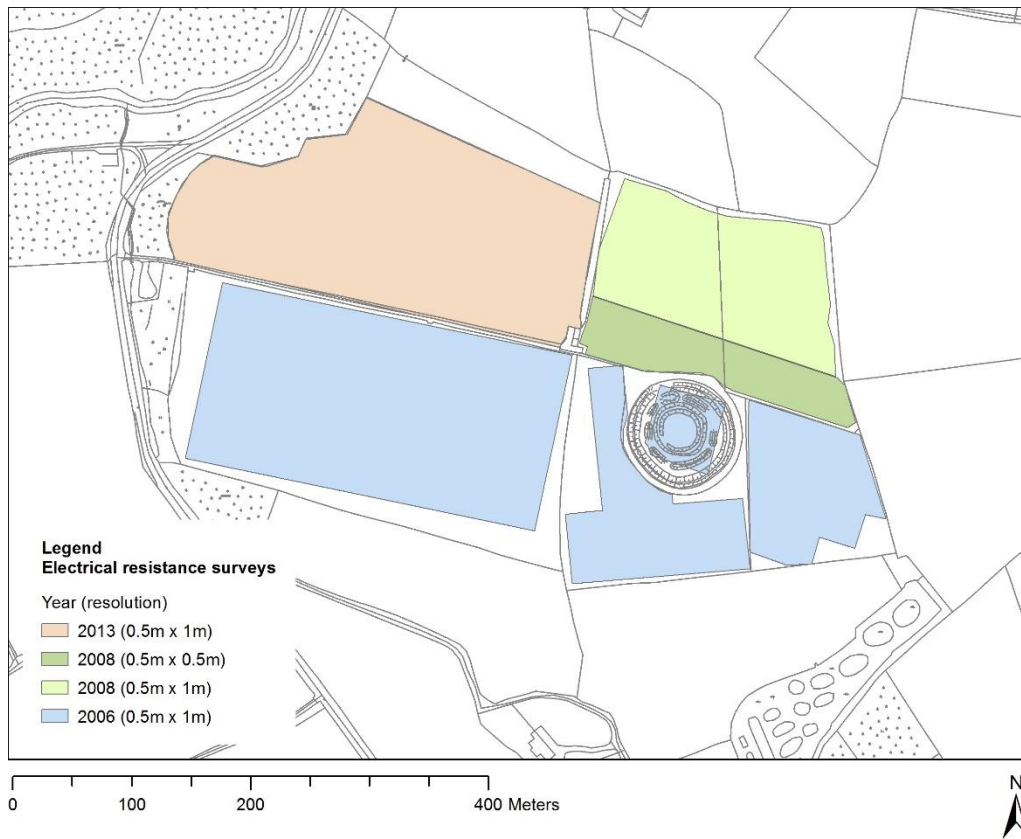 Legend
Electrical resistance surveys
Year (resolution)
2013 (0.5m x 1m)
2008 (0.5m x 0.5m)
2008 (0.5m x 1m)
2006 (0.5m x 1m)
0 100 200 400 Meters
N